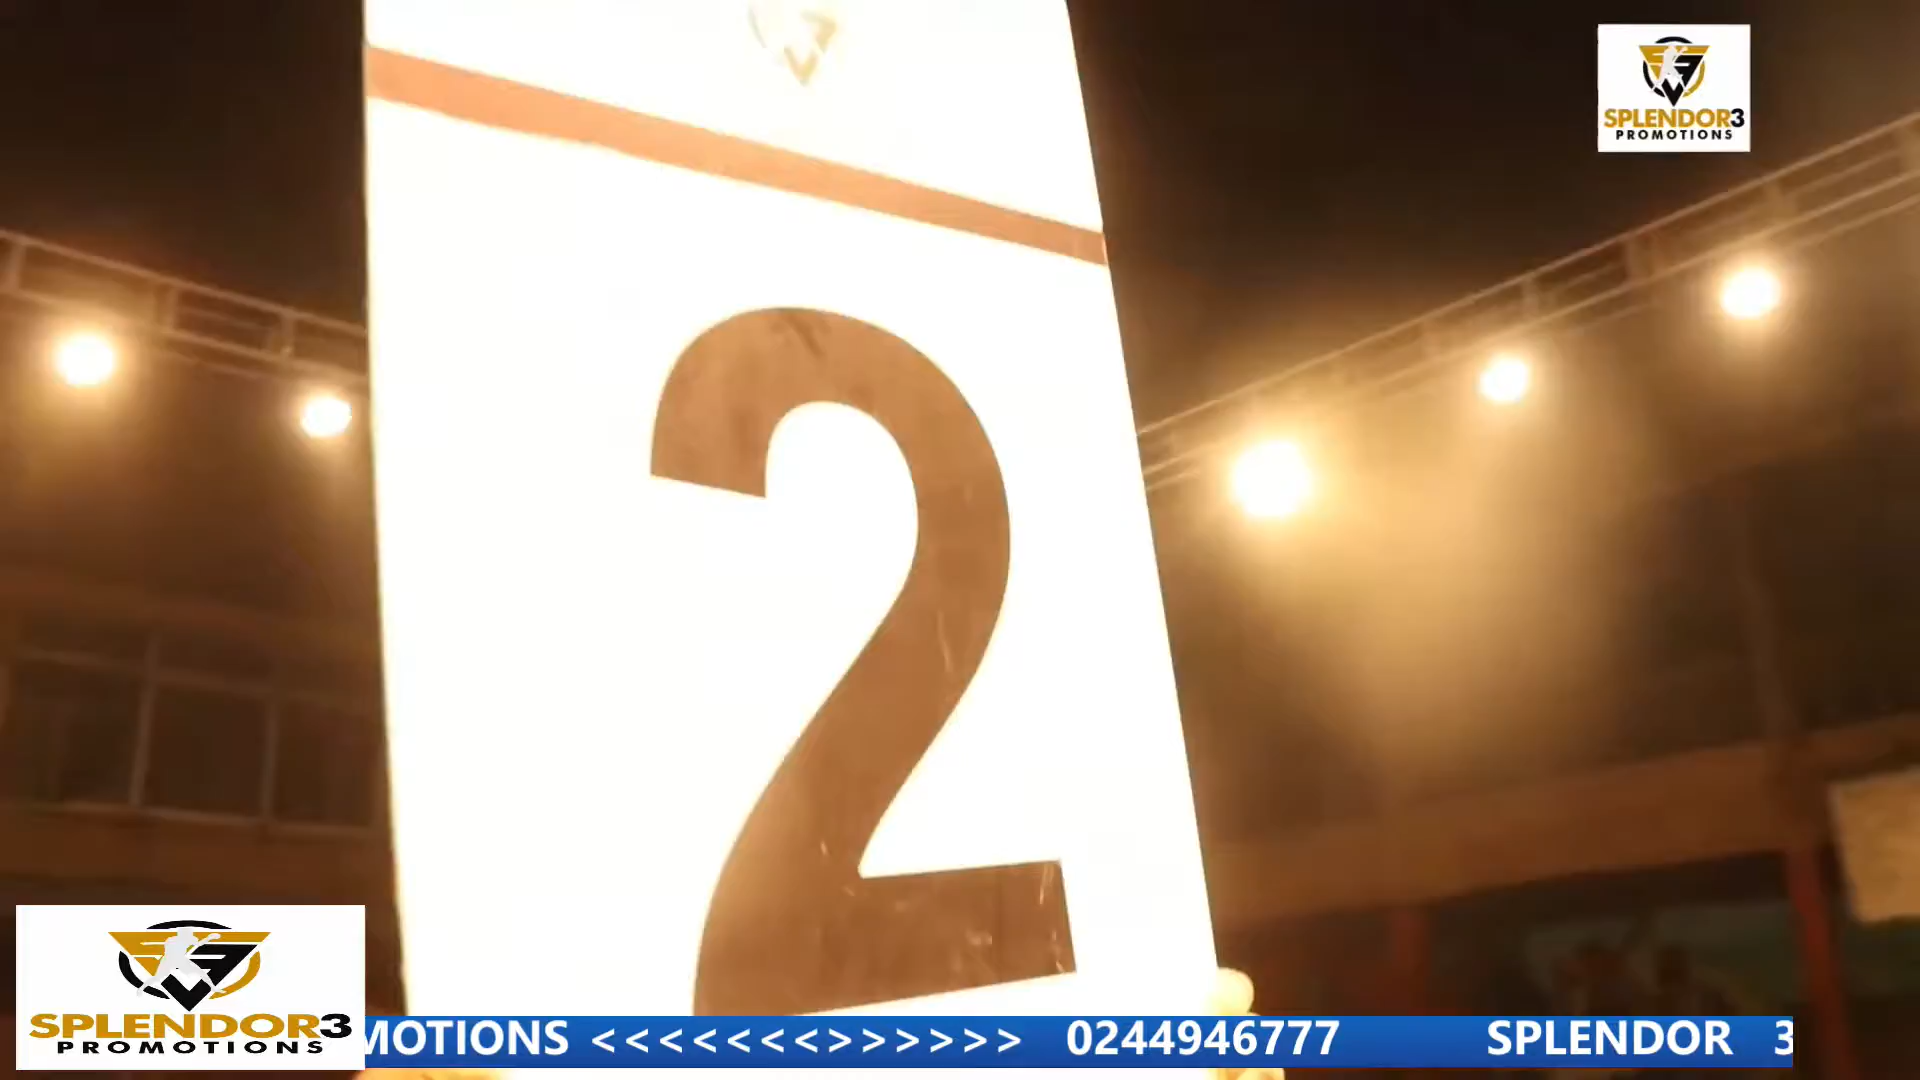 SPLENDOR3
PROMOTIONS
2
SPLENDOR3
PROMOTIONS
MOTIONS <<<<<<<>>>>>> 0244946777 SPLENDOR 3